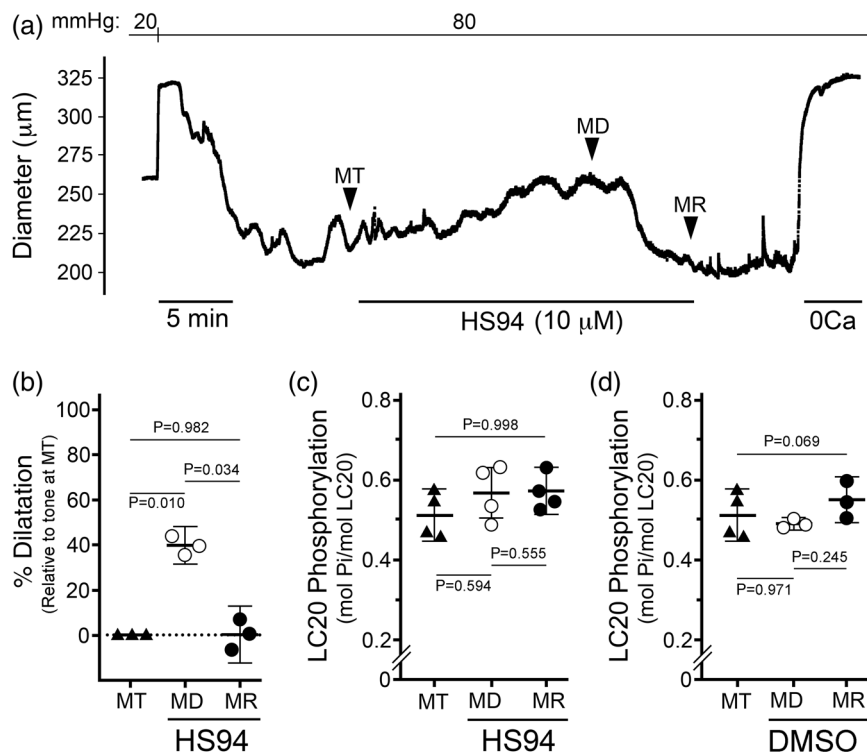 (a) mmHg: 20 80
Diameter (μm)
325
300
275
250
225
200
MT
MD
MR
5 min
HS94 (10 μM)
0Ca
(b)
% Dilatation
(Relative to tone at MT)
100
80
60
40
20
0
P=0.982
P=0.034
P=0.010
MT MD MR
HS94
(c)
LC20 Phosphorylation
(mol Pi/mol LC20)
0.8
0.6
0.4
0.2
0
P=0.998
P=0.555
P=0.594
MT MD MR
HS94
(d)
LC20 Phosphorylation
(mol Pi/mol LC20)
0.8
0.6
0.4
0.2
0
P=0.069
P=0.245
P=0.971
MT MD MR
DMSO